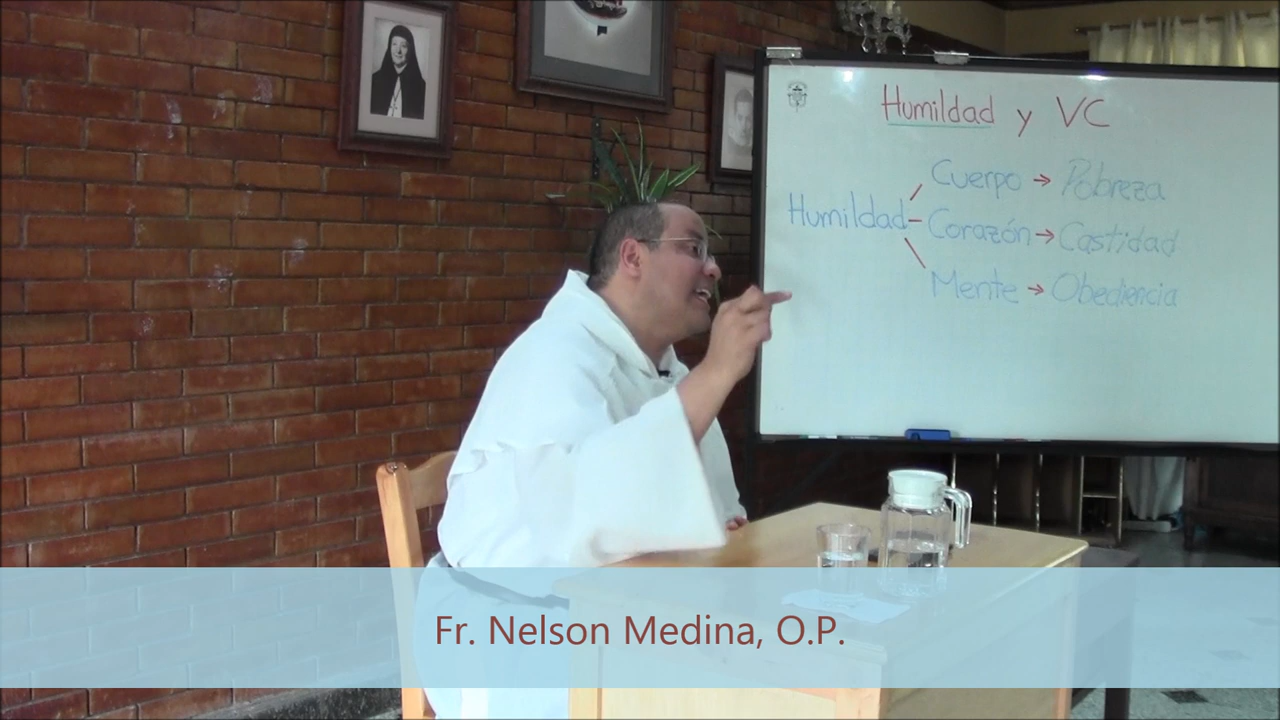 Humildad y VC
Cuerpo → Pobreza
Humildad Corazón → Castidad
Mente → Obediencia
Fr. Nelson Medina, O.P.